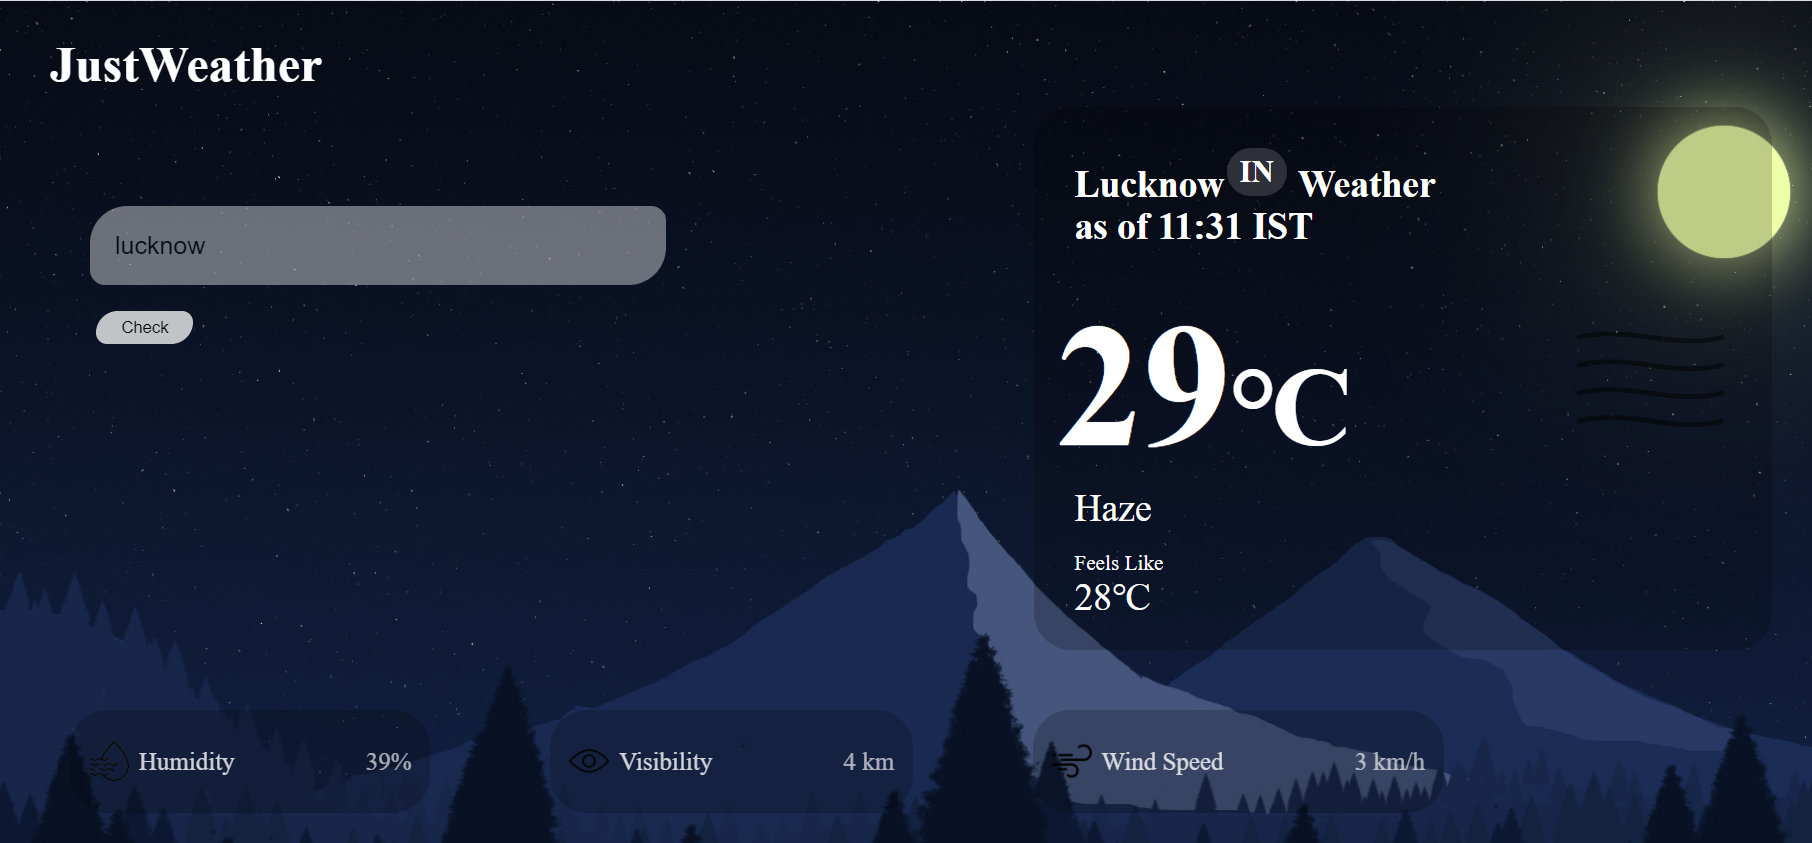 JustWeather
lucknow
Check
Lucknow IN Weather
as of 11:31 IST
29°C
Haze
Feels Like
28°C
Humidity 39%
Visibility 4 km
Wind Speed 3 km/h